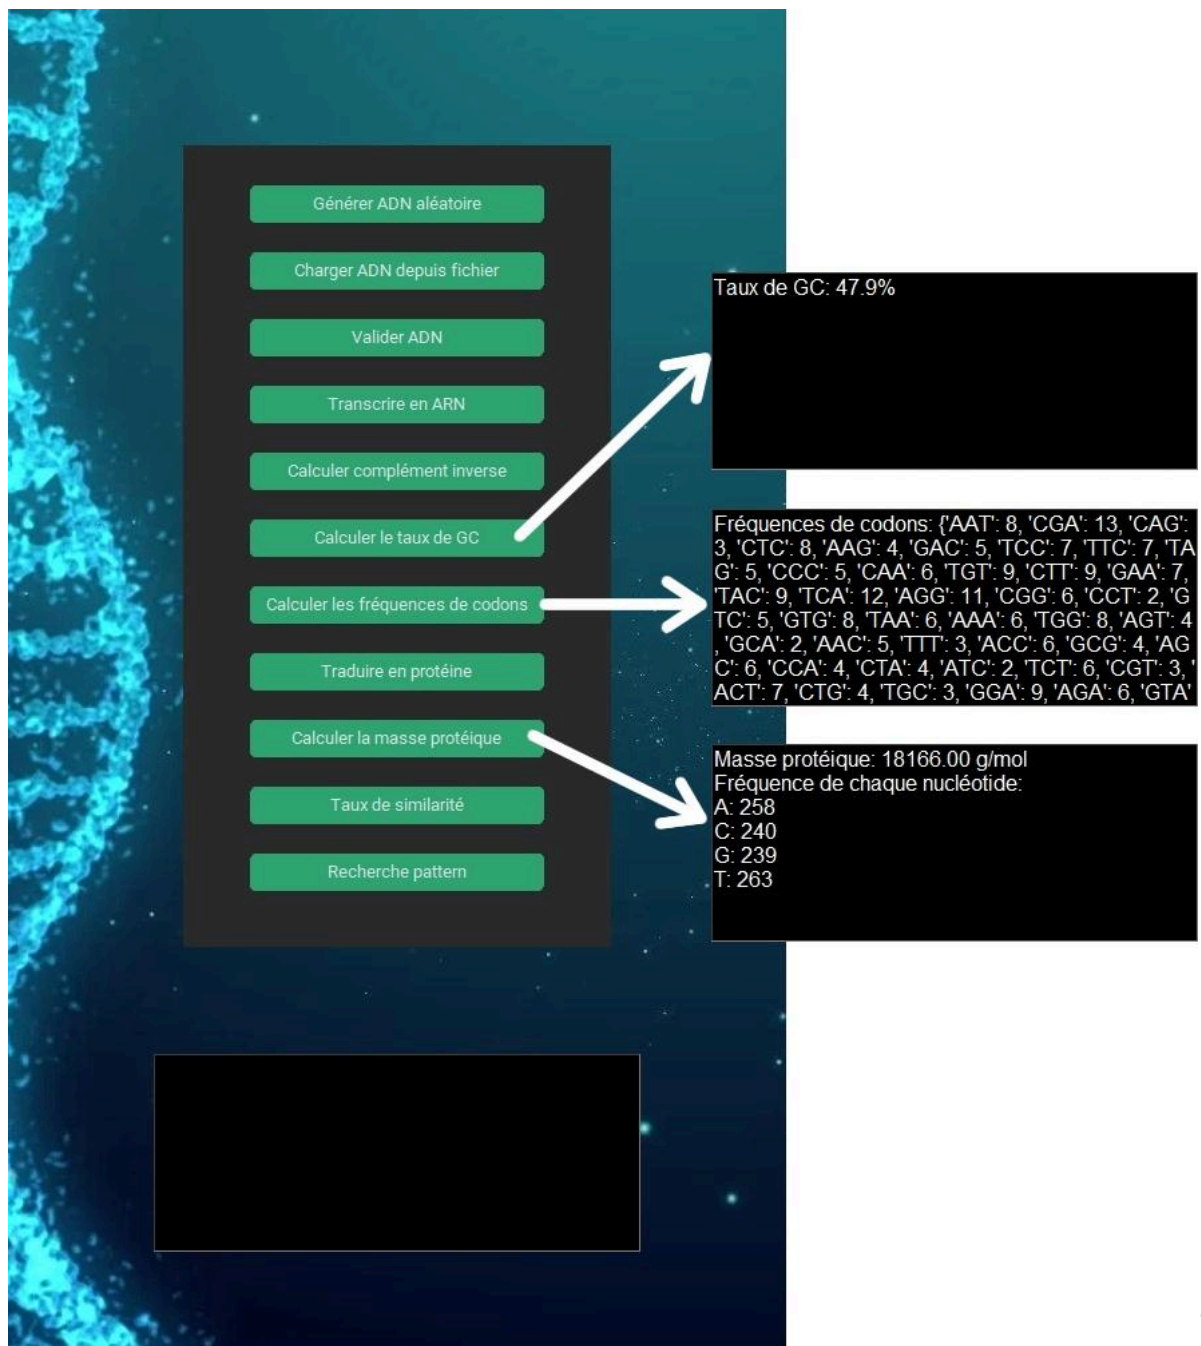 Générer ADN aléatoire
Charger ADN depuis fichier
Valider ADN
Transcrire en ARN
Calculer complément inverse
Calculer le taux de GC
Calculer les fréquences de codons
Traduire en protéine
Calculer la masse protéique
Taux de similarité
Recherche pattern
Taux de GC: 47.9%
Fréquences de codons: {'AAT': 8, 'CGA': 13, 'CAG':
3, 'CTC': 8, 'AAG': 4, 'GAC': 5, 'TCC': 7, 'TTC': 7, 'TA
G': 5, 'CCC': 5, 'CAA': 6, 'TGT': 9, 'CTT': 9, 'GAA': 7,
'TAC': 9, 'TCA': 12, 'AGG': 11, 'CGG': 6, 'CCT': 2, 'G
TC': 5, 'GTG': 8, 'TAA': 6, 'AAA': 6, 'TGG': 8, 'AGT': 4
, 'GCA': 2, 'AAC': 5, 'TTT': 3, 'ACC': 6, 'GCG': 4, 'AG
C': 6, 'CCA': 4, 'CTA': 4, 'ATC': 2, 'TCT': 6, 'CGT': 3, '
ACT': 7, 'CTG': 4, 'TGC': 3, 'GGA': 9, 'AGA': 6, 'GTA'
Masse protéique: 18166.00 g/mol
Fréquence de chaque nucléotide:
A: 258
C: 240
G: 239
T: 263